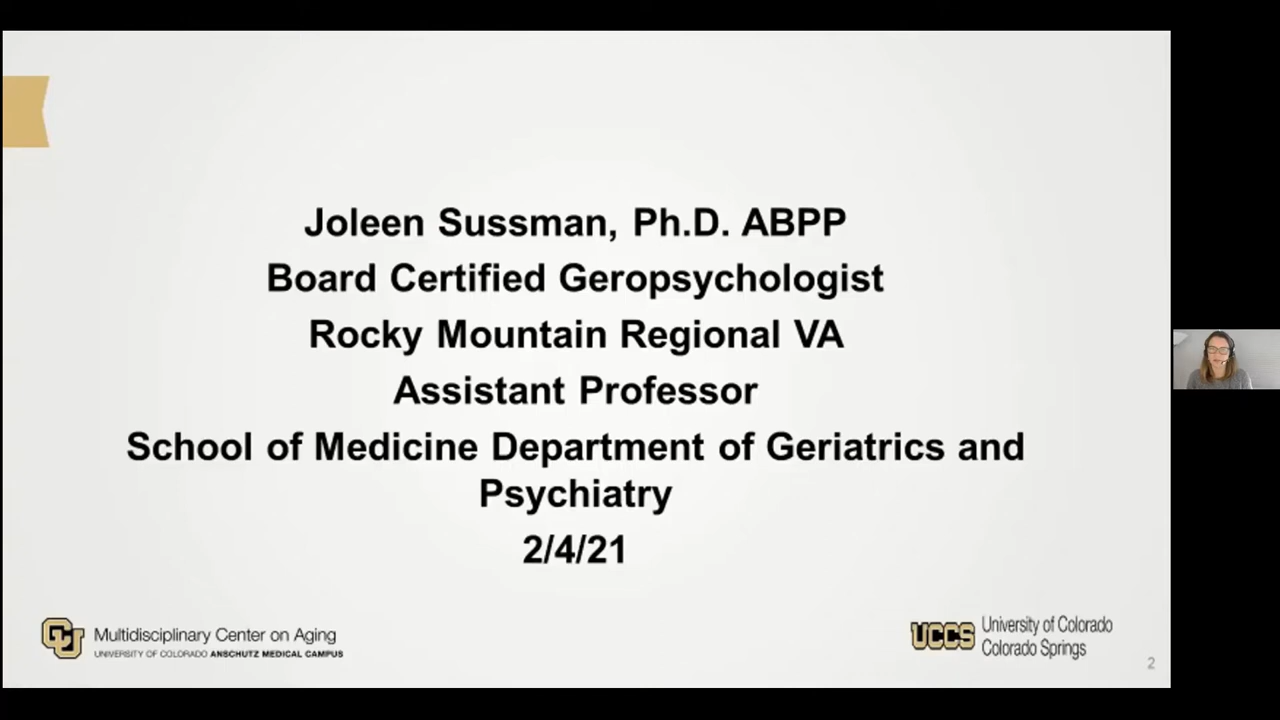 Joleen Sussman, Ph.D. ABPP
Board Certified Geropsychologist
Rocky Mountain Regional VA
Assistant Professor
School of Medicine Department of Geriatrics and
Psychiatry
2/4/21
CU
Multidisciplinary Center on Aging
UNIVERSITY OF COLORADO ANSCHUTZ MEDICAL CAMPUS
UCCS
University of Colorado
Colorado Springs
2